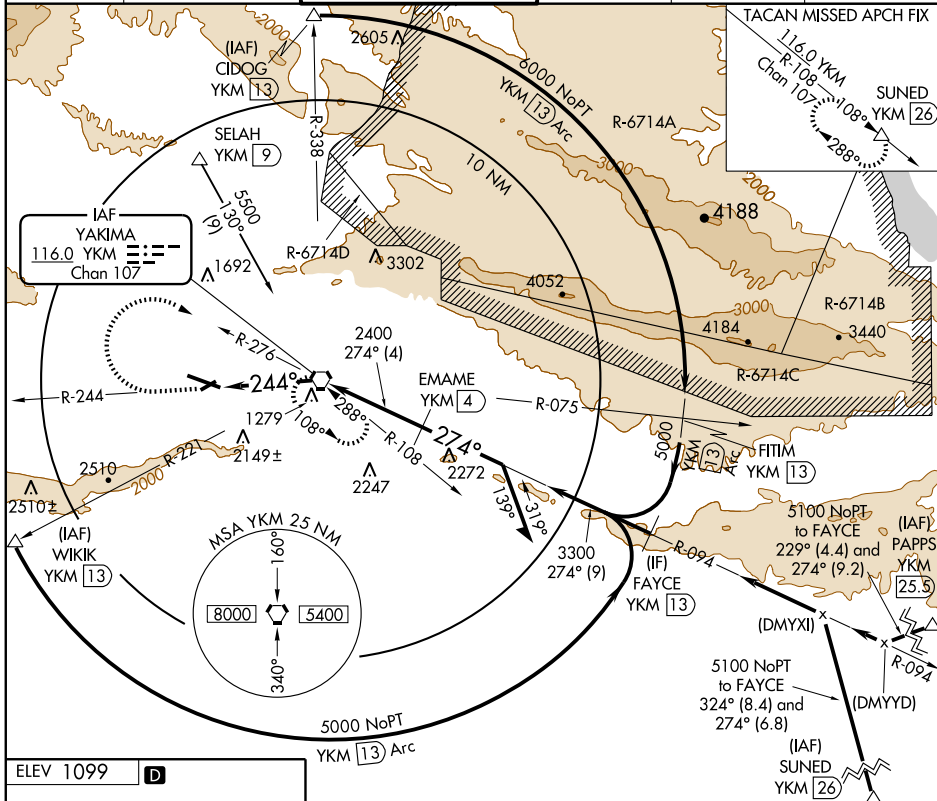 TACAN MISSED APCH FIX
116.0 YKM
R-108
Chan 107
108°
288°
SUNED
YKM 26
(IAF)
CIDOG
YKM 13
2605
6000 NoPT
YKM 13 Arc
R-6714A
3000
2000
2000
SELAH
YKM 9
R-338
10 NM
5500
130°
(9)
IAF
YAKIMA
116.0 YKM
Chan 107
1692
R-6714D
3302
4188
4052
3000
R-6714B
4184
3440
R-6714C
R-276
2400
274° (4)
EMAME
YKM 4
R-075
244°
R-244
1279
108°
288°
R-108
274°
5000
YKM 13 Arc
FITIM
YKM 13
R-221
2149±
2510
2000
2510±
2247
2272
139°
319°
(IAF)
WIKIK
YKM 13
MSA YKM 25 NM
160°
8000
5400
340°
3300
274° (9)
(IF)
FAYCE
YKM 13
R-094
5100 NoPT
to FAYCE
229° (4.4) and
274° (9.2)
(IAF)
PAPPS
YKM
25.5
(DMYXI)
R-094
(DMYYD)
5100 NoPT
to FAYCE
324° (8.4) and
274° (6.8)
(IAF)
SUNED
YKM 26
5000 NoPT
YKM 13 Arc
ELEV 1099 D